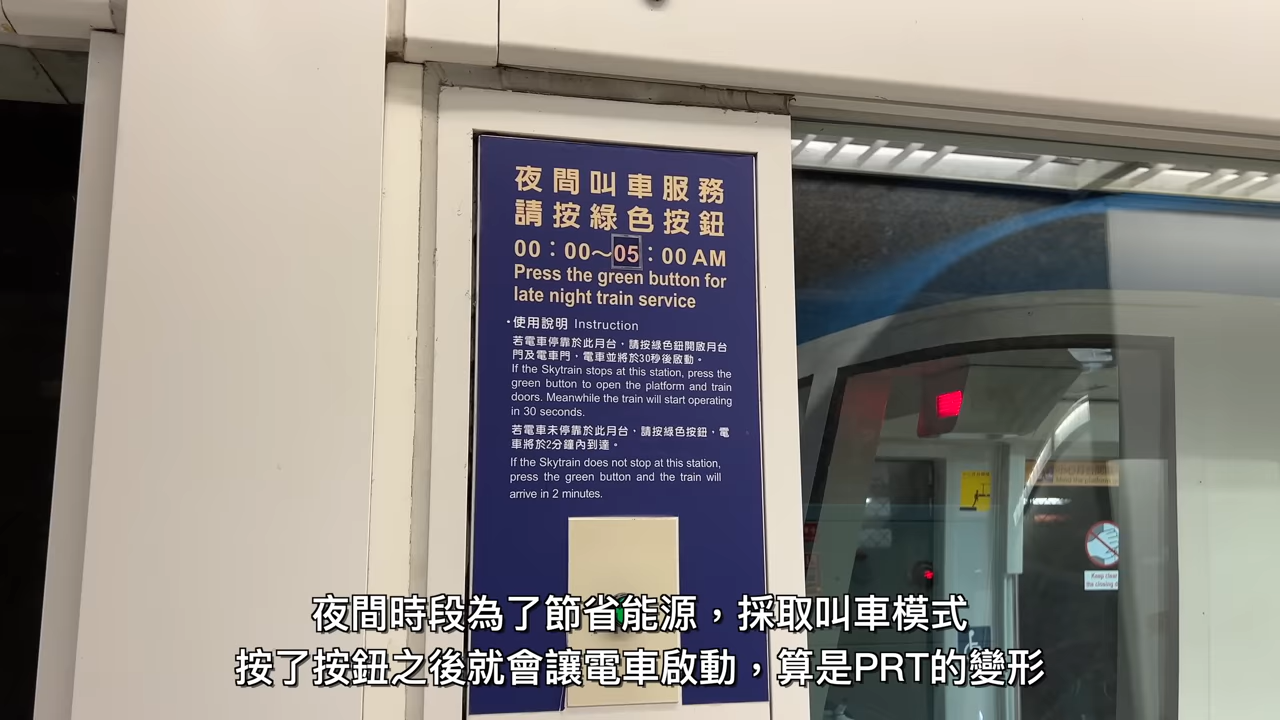 夜間叫車服務
請按綠色按鈕
00：00～05：00 AM
Press the green button for
late night train service
·使用說明 Instruction
若電車停靠於此月台，請按綠色鈕開啟月台
門及電車門，電車並將於30秒後啟動。
If the Skytrain stops at this station, press the
green button to open the platform and train
doors. Meanwhile the train will start operating
in 30 seconds.
若電車未停靠於此月台，請按綠色按鈕，電
車將於2分鐘內到達。
If the Skytrain does not stop at this station,
press the green button and the train will
arrive in 2 minutes.
Keep clear
the closing
夜間時段為了節省能源，採取叫車模式
按了按鈕之後就會讓電車啟動，算是PRT的變形